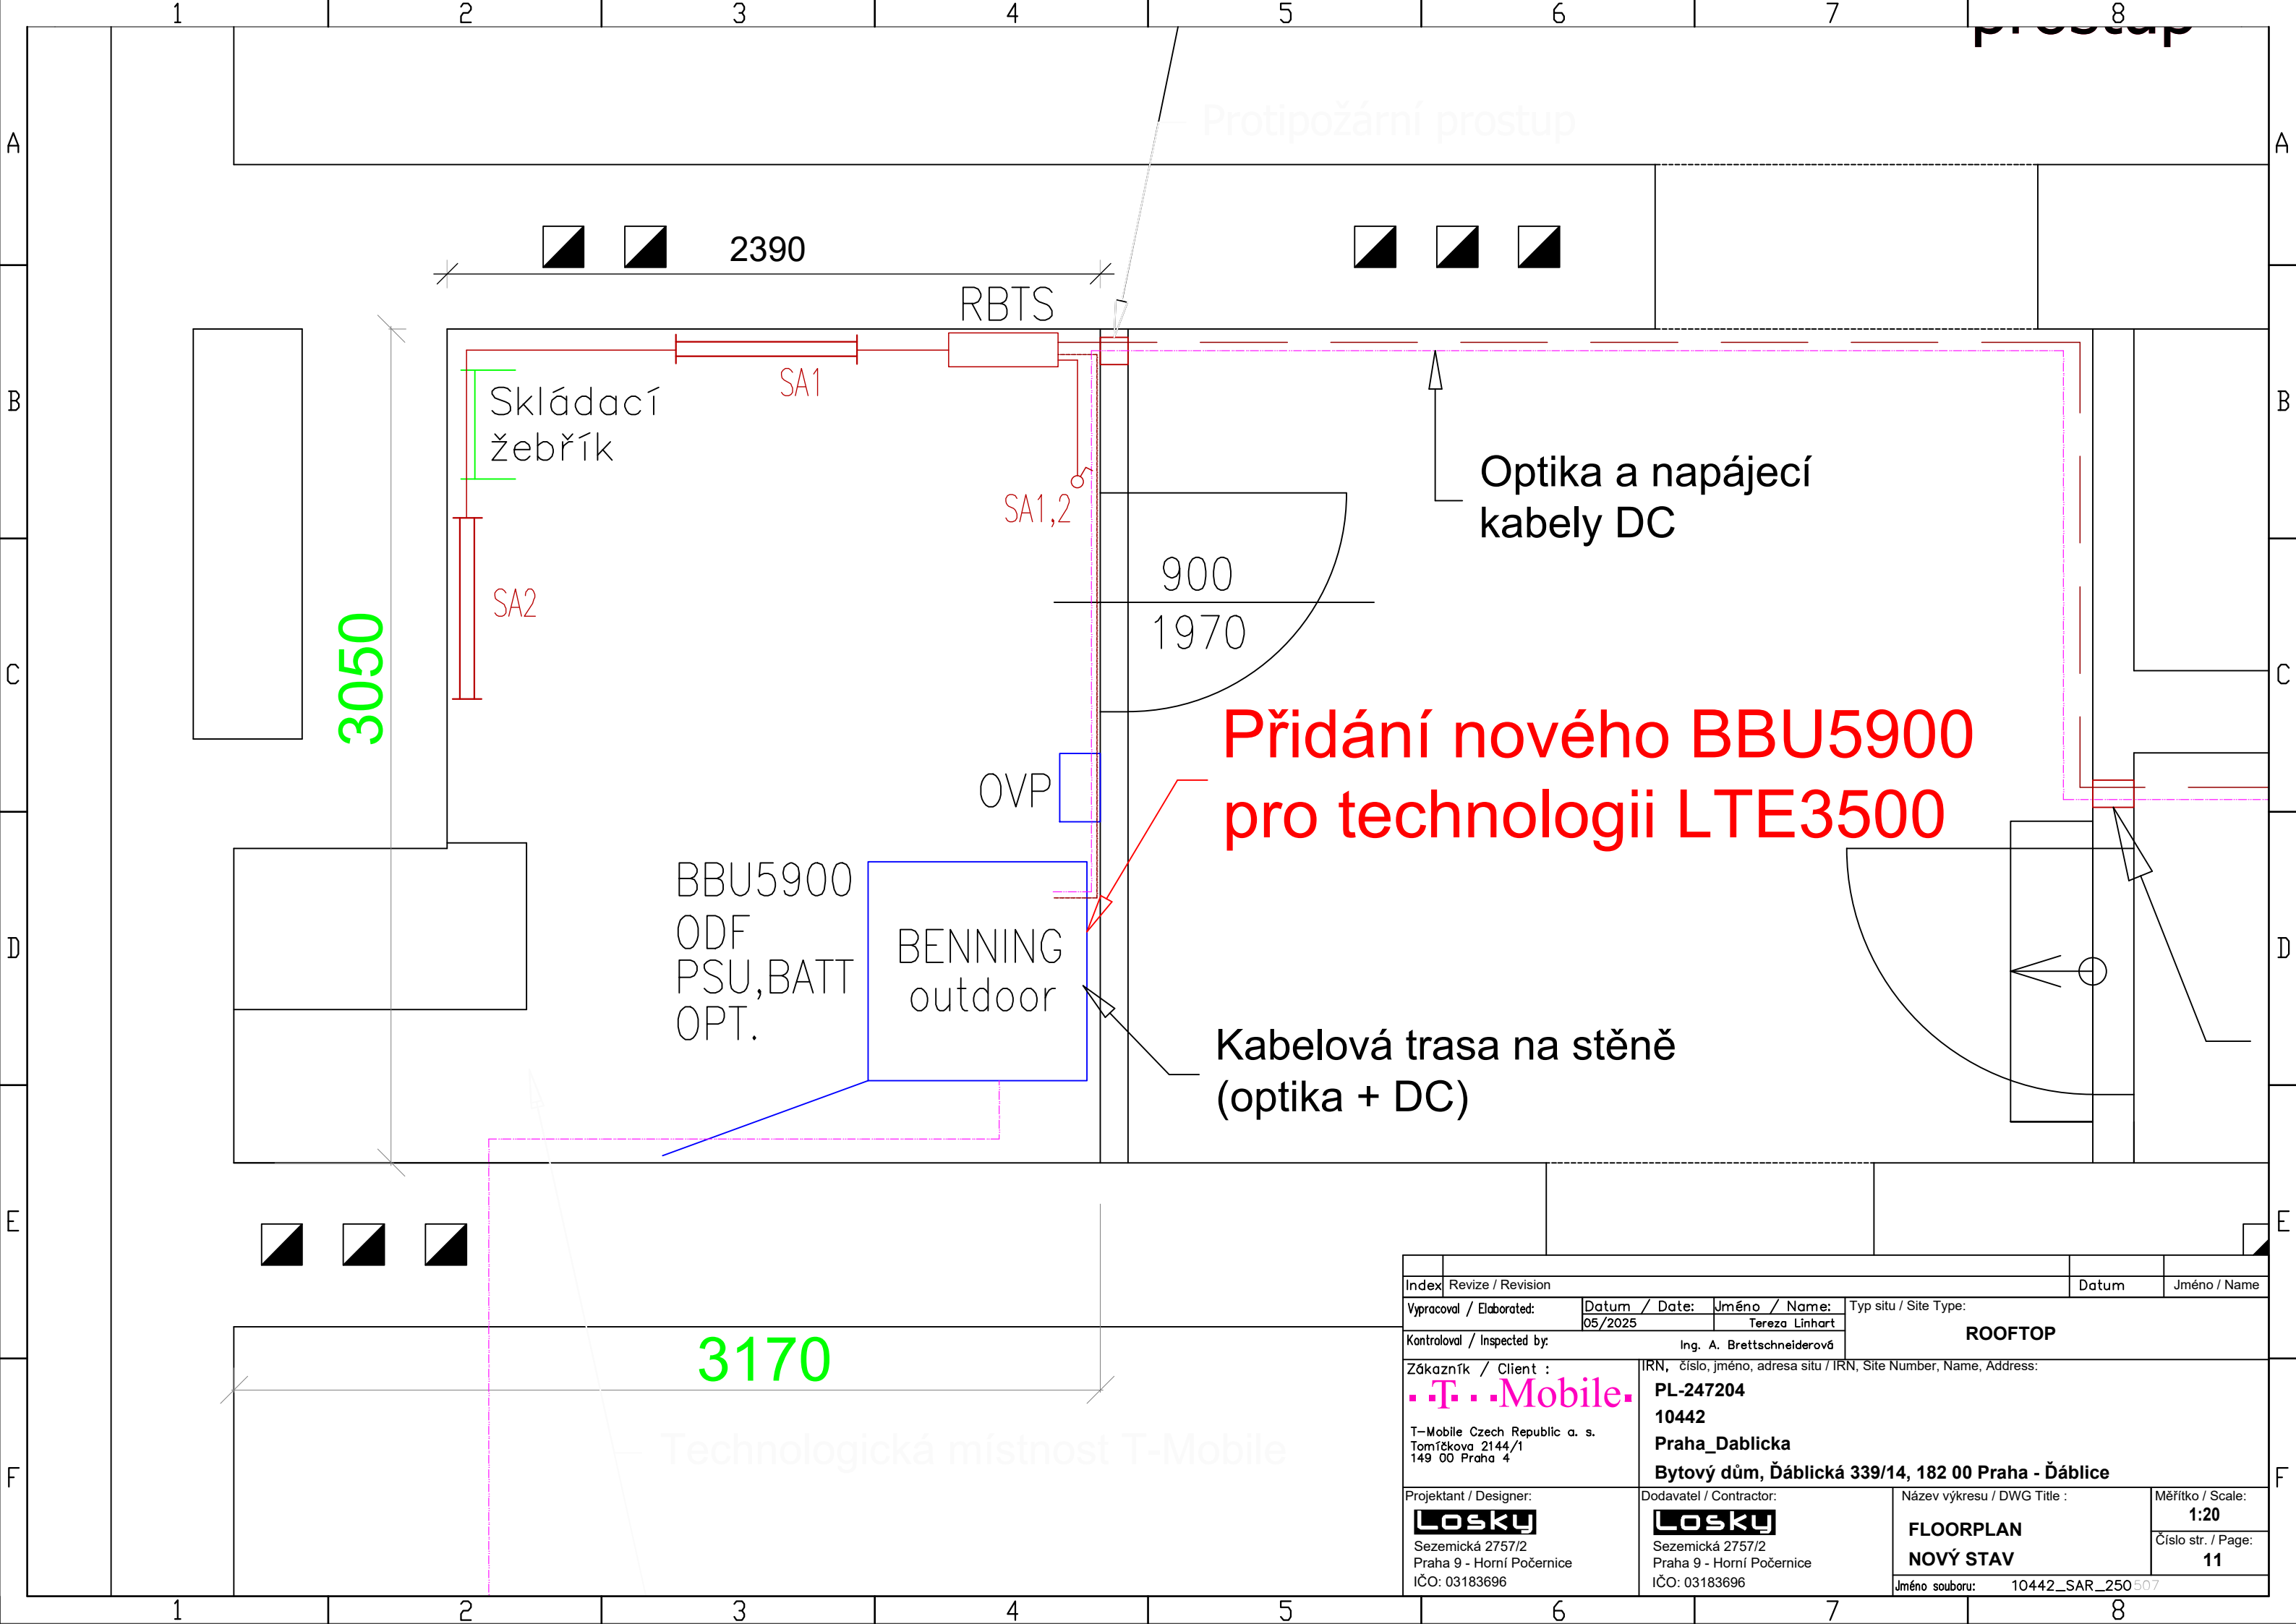 1 2 3 4 5 6 7 8
prostup
A A
Protipožární prostup
2390
RBTS
B B
SA1
Skládací
žebřík
SA1,2
Optika a napájecí
kabely DC
900
1970
SA2
3050
C C
Přidání nového BBU5900
pro technologii LTE3500
OVP
BBU5900
ODF
PSU,BATT
OPT.
BENNING
outdoor
D D
Kabelová trasa na stěně
(optika + DC)
E E
3170
Technologická místnost T-Mobile
F F
Index Revize / Revision Datum Jméno / Name
Vypracoval / Elaborated: Datum / Date: Jméno / Name: Typ situ / Site Type:
05/2025 Tereza Linhart
ROOFTOP
Kontroloval / Inspected by: Ing. A. Brettschneiderová
Zákazník / Client :
T Mobile
T-Mobile Czech Republic a. s.
Tomíčkova 2144/1
149 00 Praha 4
IRN, číslo, jméno, adresa situ / IRN, Site Number, Name, Address:
PL-247204
10442
Praha_Dablicka
Bytový dům, Ďáblická 339/14, 182 00 Praha - Ďáblice
Projektant / Designer:
Losky
Sezemická 2757/2
Praha 9 - Horní Počernice
IČO: 03183696
Dodavatel / Contractor:
Losky
Sezemická 2757/2
Praha 9 - Horní Počernice
IČO: 03183696
Název výkresu / DWG Title :
FLOORPLAN
NOVÝ STAV
Měřítko / Scale:
1:20
Číslo str. / Page:
11
Jméno souboru: 10442_SAR_250507
1 2 3 4 5 6 7 8